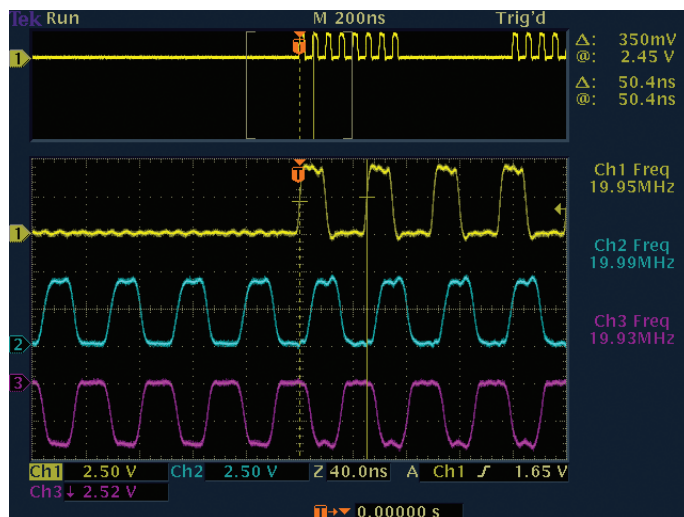 Tek Run M 200ns Trig'd
Δ: 350mV
@: 2.45 V
Δ: 50.4ns
@: 50.4ns
T
1
T
1
2
3
Ch1 Freq
19.95MHz
Ch2 Freq
19.99MHz
Ch3 Freq
19.93MHz
Ch1 2.50 V Ch2 2.50 V Z 40.0ns A Ch1 ƒ 1.65 V
Ch3↓ 2.52 V
T→▼ 0.00000 s